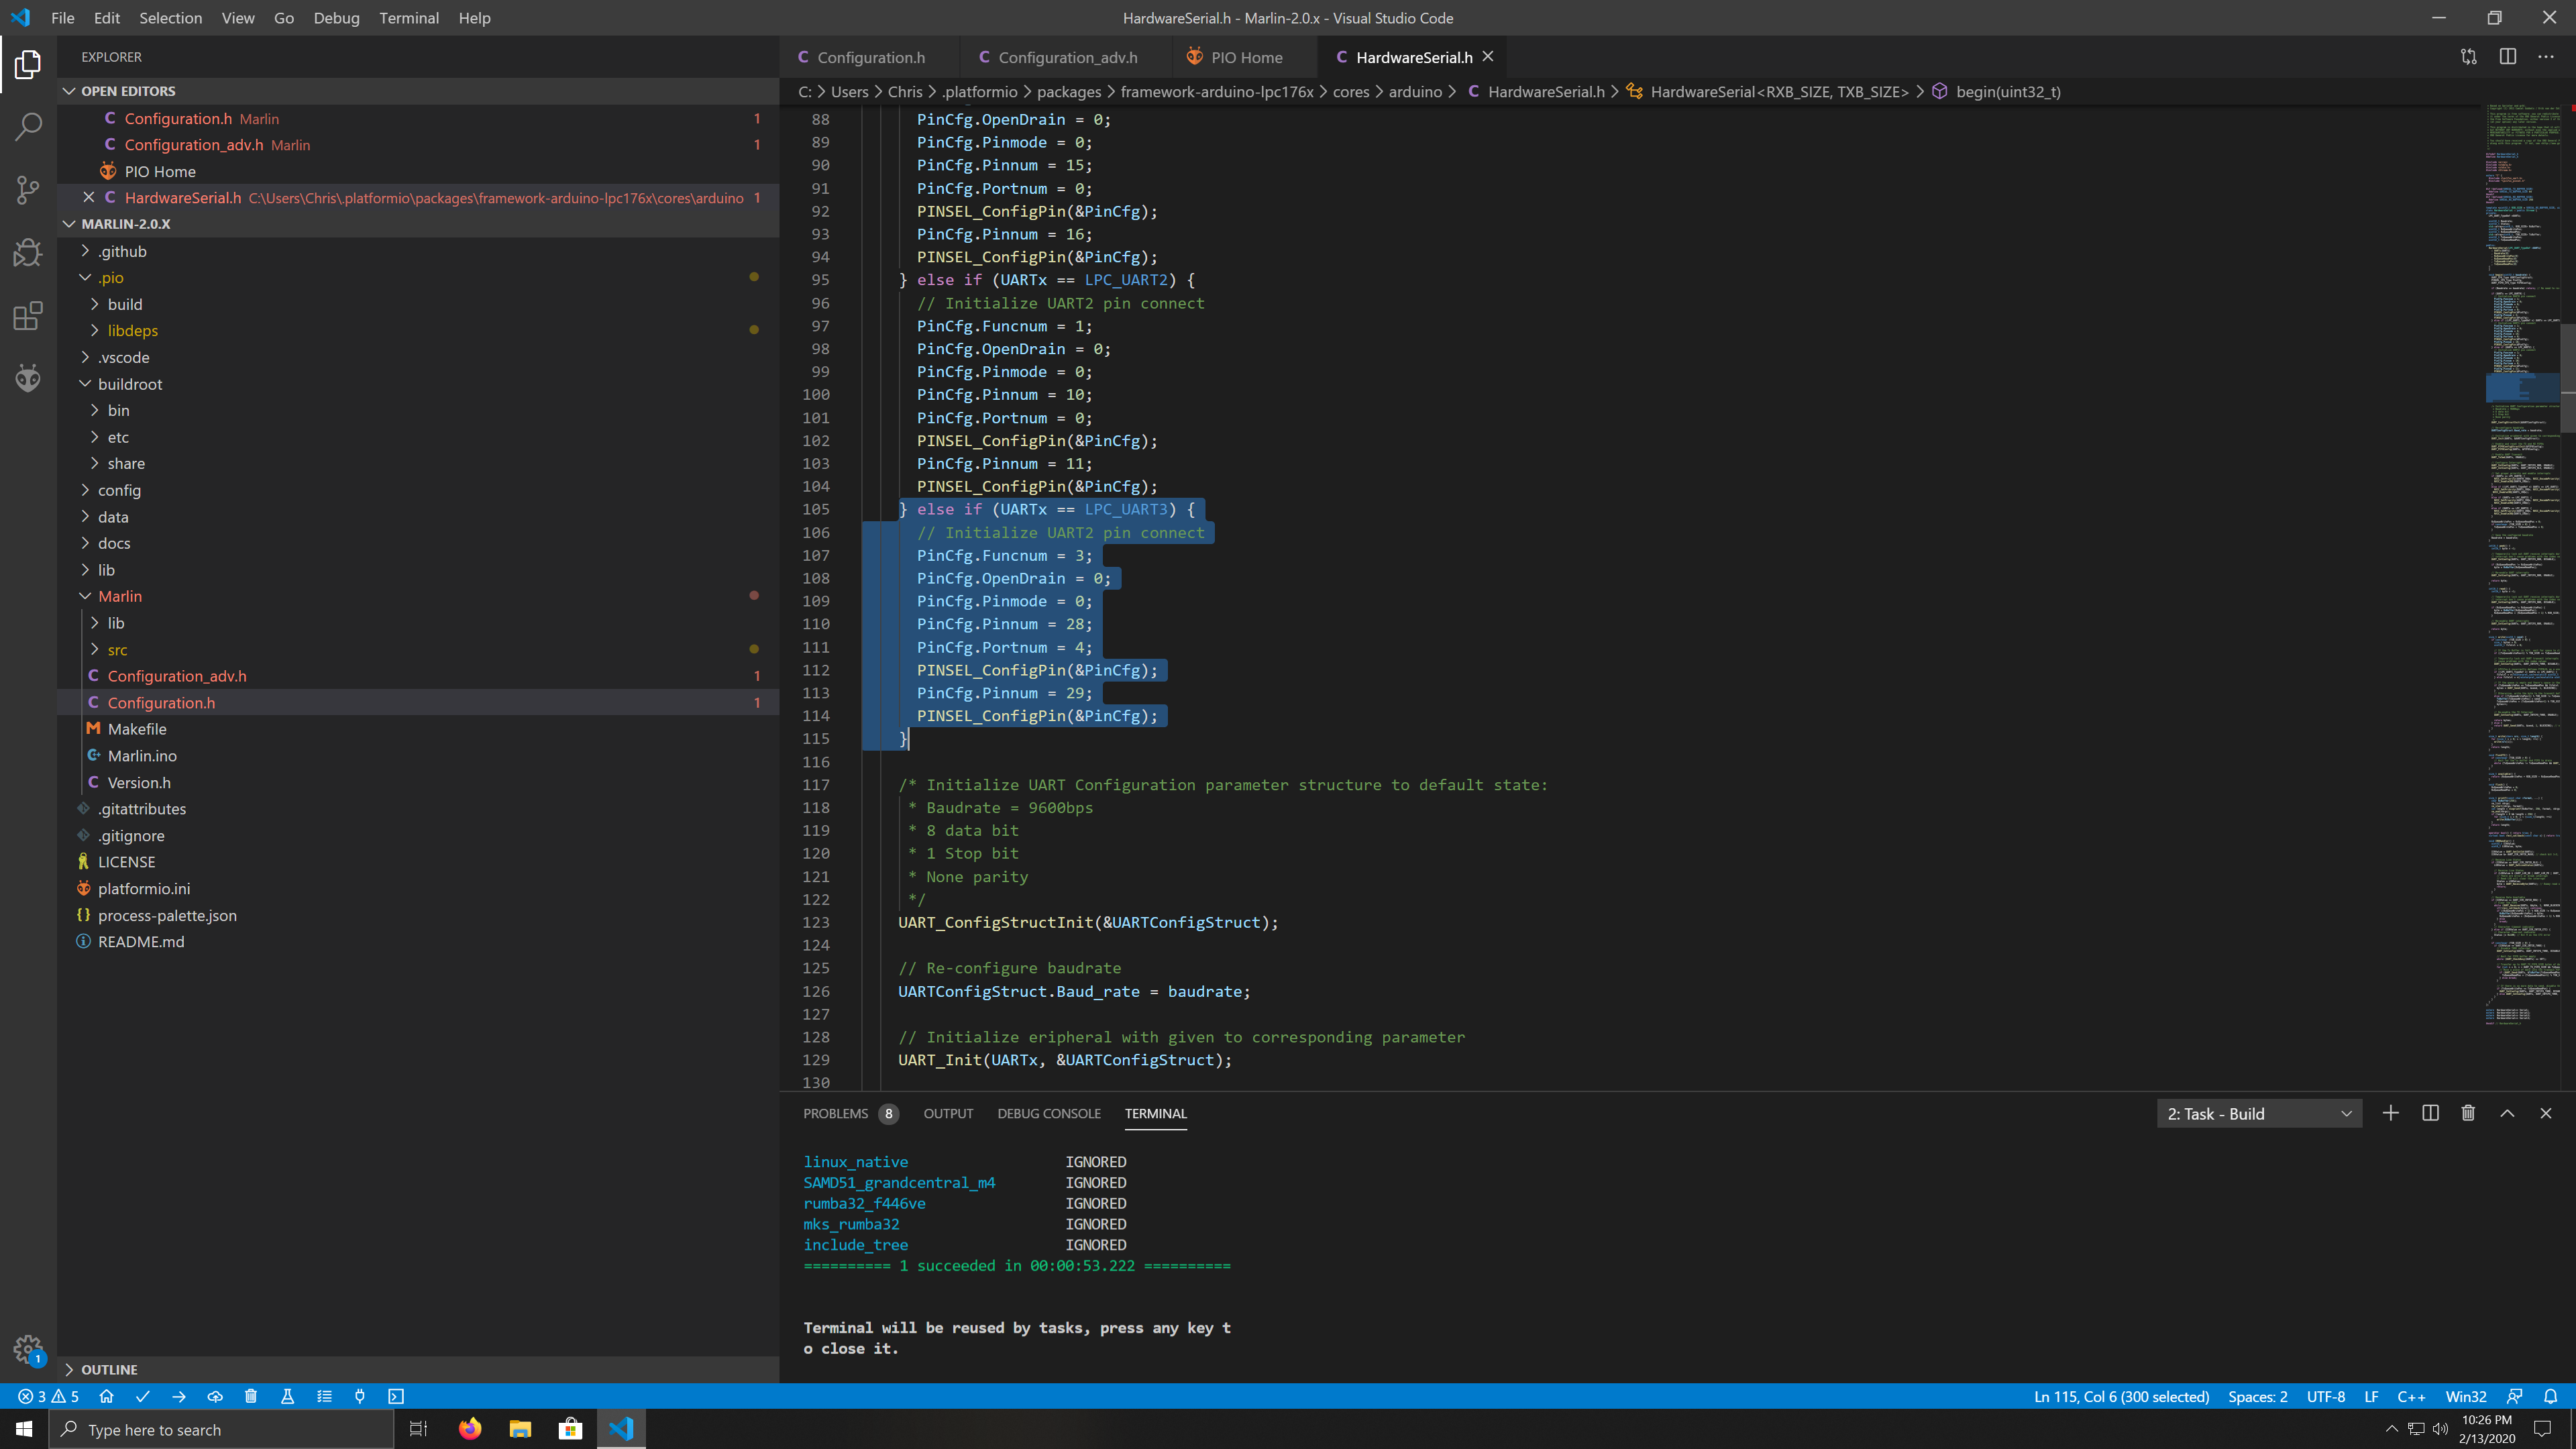 File Edit Selection View Go Debug Terminal Help
HardwareSerial.h - Marlin-2.0.x - Visual Studio Code
EXPLORER
OPEN EDITORS
Configuration.h Marlin 1
Configuration_adv.h Marlin 1
PIO Home
HardwareSerial.h C:\Users\Chris\.platformio\packages\framework-arduino-lpc176x\cores\arduino 1
MARLIN-2.0.X
.github
.pio
build
libdeps
.vscode
buildroot
bin
etc
share
config
data
docs
lib
Marlin
lib
src
Configuration_adv.h 1
Configuration.h 1
Makefile
Marlin.ino
Version.h
.gitattributes
.gitignore
LICENSE
platformio.ini
process-palette.json
README.md
OUTLINE
Configuration.h Configuration_adv.h PIO Home HardwareSerial.h
C: > Users > Chris > .platformio > packages > framework-arduino-lpc176x > cores > arduino > HardwareSerial.h > HardwareSerial<RXB_SIZE, TXB_SIZE> > begin(uint32_t)
88 PinCfg.OpenDrain = 0;
89 PinCfg.Pinmode = 0;
90 PinCfg.Pinnum = 15;
91 PinCfg.Portnum = 0;
92 PINSEL_ConfigPin(&PinCfg);
93 PinCfg.Pinnum = 16;
94 PINSEL_ConfigPin(&PinCfg);
95 } else if (UARTx == LPC_UART2) {
96 // Initialize UART2 pin connect
97 PinCfg.Funcnum = 1;
98 PinCfg.OpenDrain = 0;
99 PinCfg.Pinmode = 0;
100 PinCfg.Pinnum = 10;
101 PinCfg.Portnum = 0;
102 PINSEL_ConfigPin(&PinCfg);
103 PinCfg.Pinnum = 11;
104 PINSEL_ConfigPin(&PinCfg);
105 } else if (UARTx == LPC_UART3) {
106 // Initialize UART2 pin connect
107 PinCfg.Funcnum = 3;
108 PinCfg.OpenDrain = 0;
109 PinCfg.Pinmode = 0;
110 PinCfg.Pinnum = 28;
111 PinCfg.Portnum = 4;
112 PINSEL_ConfigPin(&PinCfg);
113 PinCfg.Pinnum = 29;
114 PINSEL_ConfigPin(&PinCfg);
115 }
116
117 /* Initialize UART Configuration parameter structure to default state:
118 * Baudrate = 9600bps
119 * 8 data bit
120 * 1 Stop bit
121 * None parity
122 */
123 UART_ConfigStructInit(&UARTConfigStruct);
124
125 // Re-configure baudrate
126 UARTConfigStruct.Baud_rate = baudrate;
127
128 // Initialize eripheral with given to corresponding parameter
129 UART_Init(UARTx, &UARTConfigStruct);
130
PROBLEMS 8 OUTPUT DEBUG CONSOLE TERMINAL 2: Task - Build
linux_native IGNORED
SAMD51_grandcentral_m4 IGNORED
rumba32_f446ve IGNORED
mks_rumba32 IGNORED
include_tree IGNORED
========== 1 succeeded in 00:00:53.222 ==========
Terminal will be reused by tasks, press any key t
o close it.
1
3 5 Ln 115, Col 6 (300 selected) Spaces: 2 UTF-8 LF C++ Win32
Type here to search
10:26 PM
2/13/2020